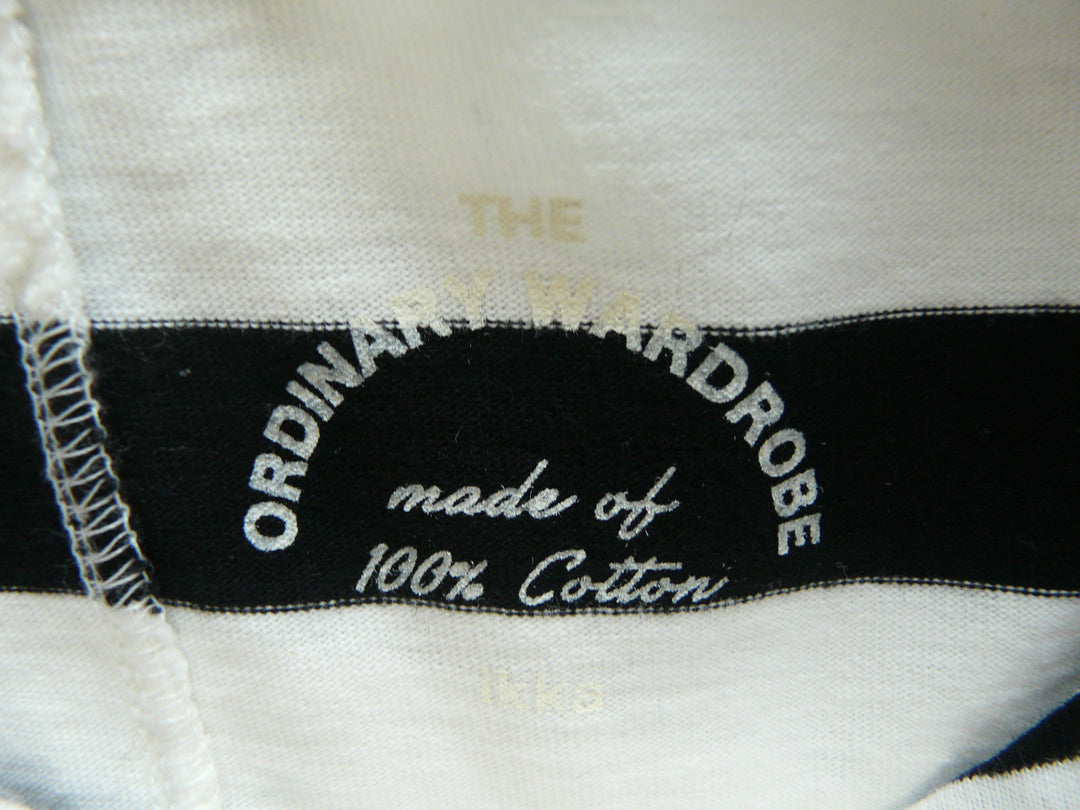 THE
ORDINARY WARDROBE
made of
100% Cotton
ikka